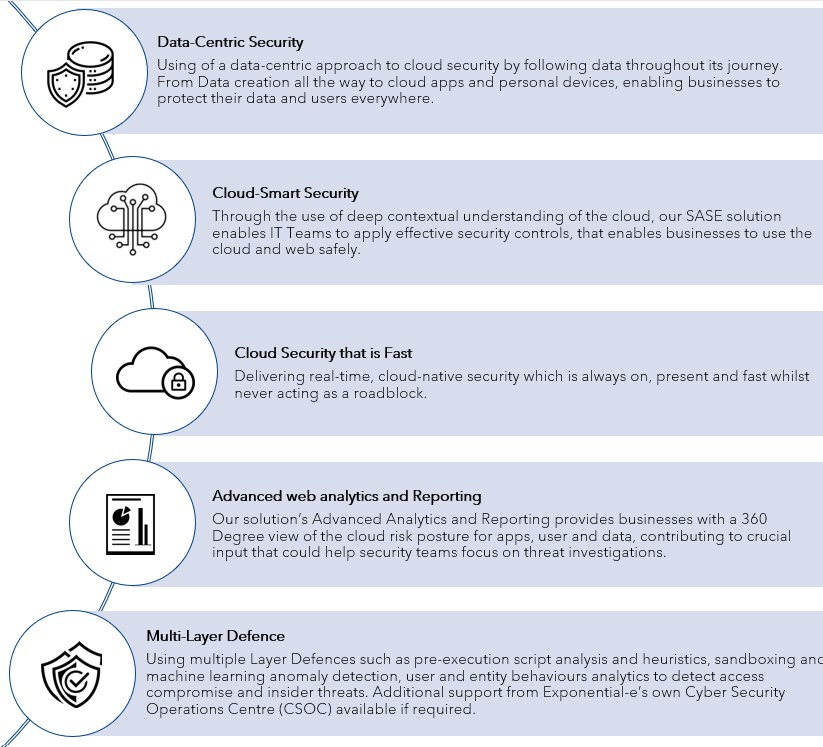 Data-Centric Security
Using of a data-centric approach to cloud security by following data throughout its journey.
From Data creation all the way to cloud apps and personal devices, enabling businesses to
protect their data and users everywhere.
Cloud-Smart Security
Through the use of deep contextual understanding of the cloud, our SASE solution
enables IT Teams to apply effective security controls, that enables businesses to use the
cloud and web safely.
Cloud Security that is Fast
Delivering real-time, cloud-native security which is always on, present and fast whilst
never acting as a roadblock.
Advanced web analytics and Reporting
Our solution's Advanced Analytics and Reporting provides businesses with a 360
Degree view of the cloud risk posture for apps, user and data, contributing to crucial
input that could help security teams focus on threat investigations.
Multi-Layer Defence
Using multiple Layer Defences such as pre-execution script analysis and heuristics, sandboxing and
machine learning anomaly detection, user and entity behaviours analytics to detect access
compromise and insider threats. Additional support from Exponential-e's own Cyber Security
Operations Centre (CSOC) available if required.